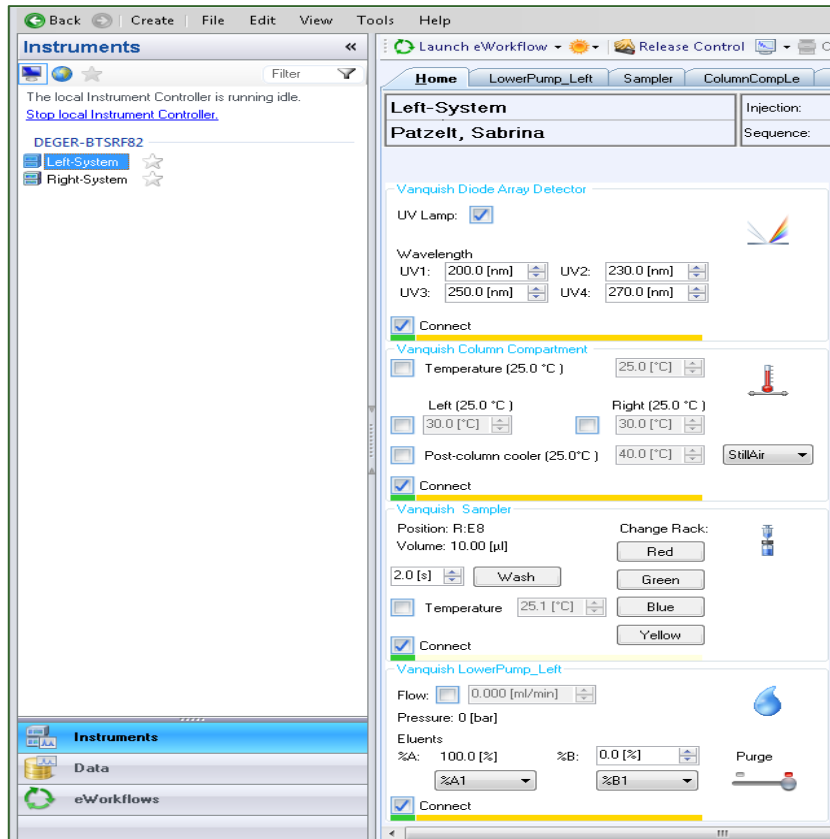 Back Create File Edit View Tools Help
Instruments «
Launch eWorkflow Release Control
Filter
Home LowerPump_Left Sampler ColumnCompLe
The local Instrument Controller is running idle.
Stop local Instrument Controller.
Left-System Injection:
Patzelt, Sabrina Sequence:
DEGER-BTSRF82
Left-System
Right-System
Vanquish Diode Array Detector
UV Lamp:
Wavelength
UV1: 200.0 [nm] UV2: 230.0 [nm]
UV3: 250.0 [nm] UV4: 270.0 [nm]
Connect
Vanquish Column Compartment
Temperature (25.0 °C ) 25.0 [°C]
Left (25.0 °C ) Right (25.0 °C )
30.0 [°C] 30.0 [°C]
Post-column cooler (25.0°C ) 40.0 [°C] StillAir
Connect
Vanquish Sampler
Position: R:E8 Change Rack:
Volume: 10.00 [µl] Red
2.0 [s] Wash Green
Temperature 25.1 [°C] Blue
Yellow
Connect
Vanquish LowerPump_Left
Flow: 0.000 [ml/min]
Pressure: 0 [bar]
Eluents
%A: 100.0 [%] %B: 0.0 [%] Purge
%A1 %B1
Connect
Instruments
Data
eWorkflows